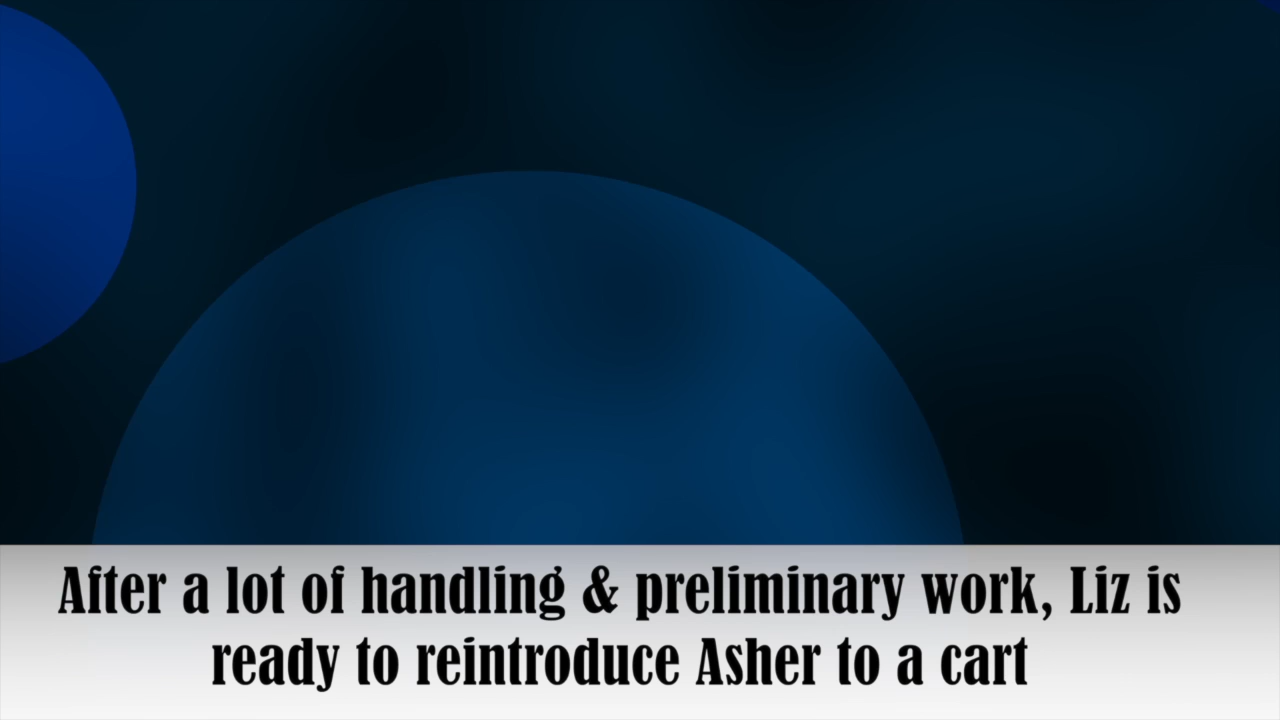 After a lot of handling & preliminary work, Liz is
ready to reintroduce Asher to a cart